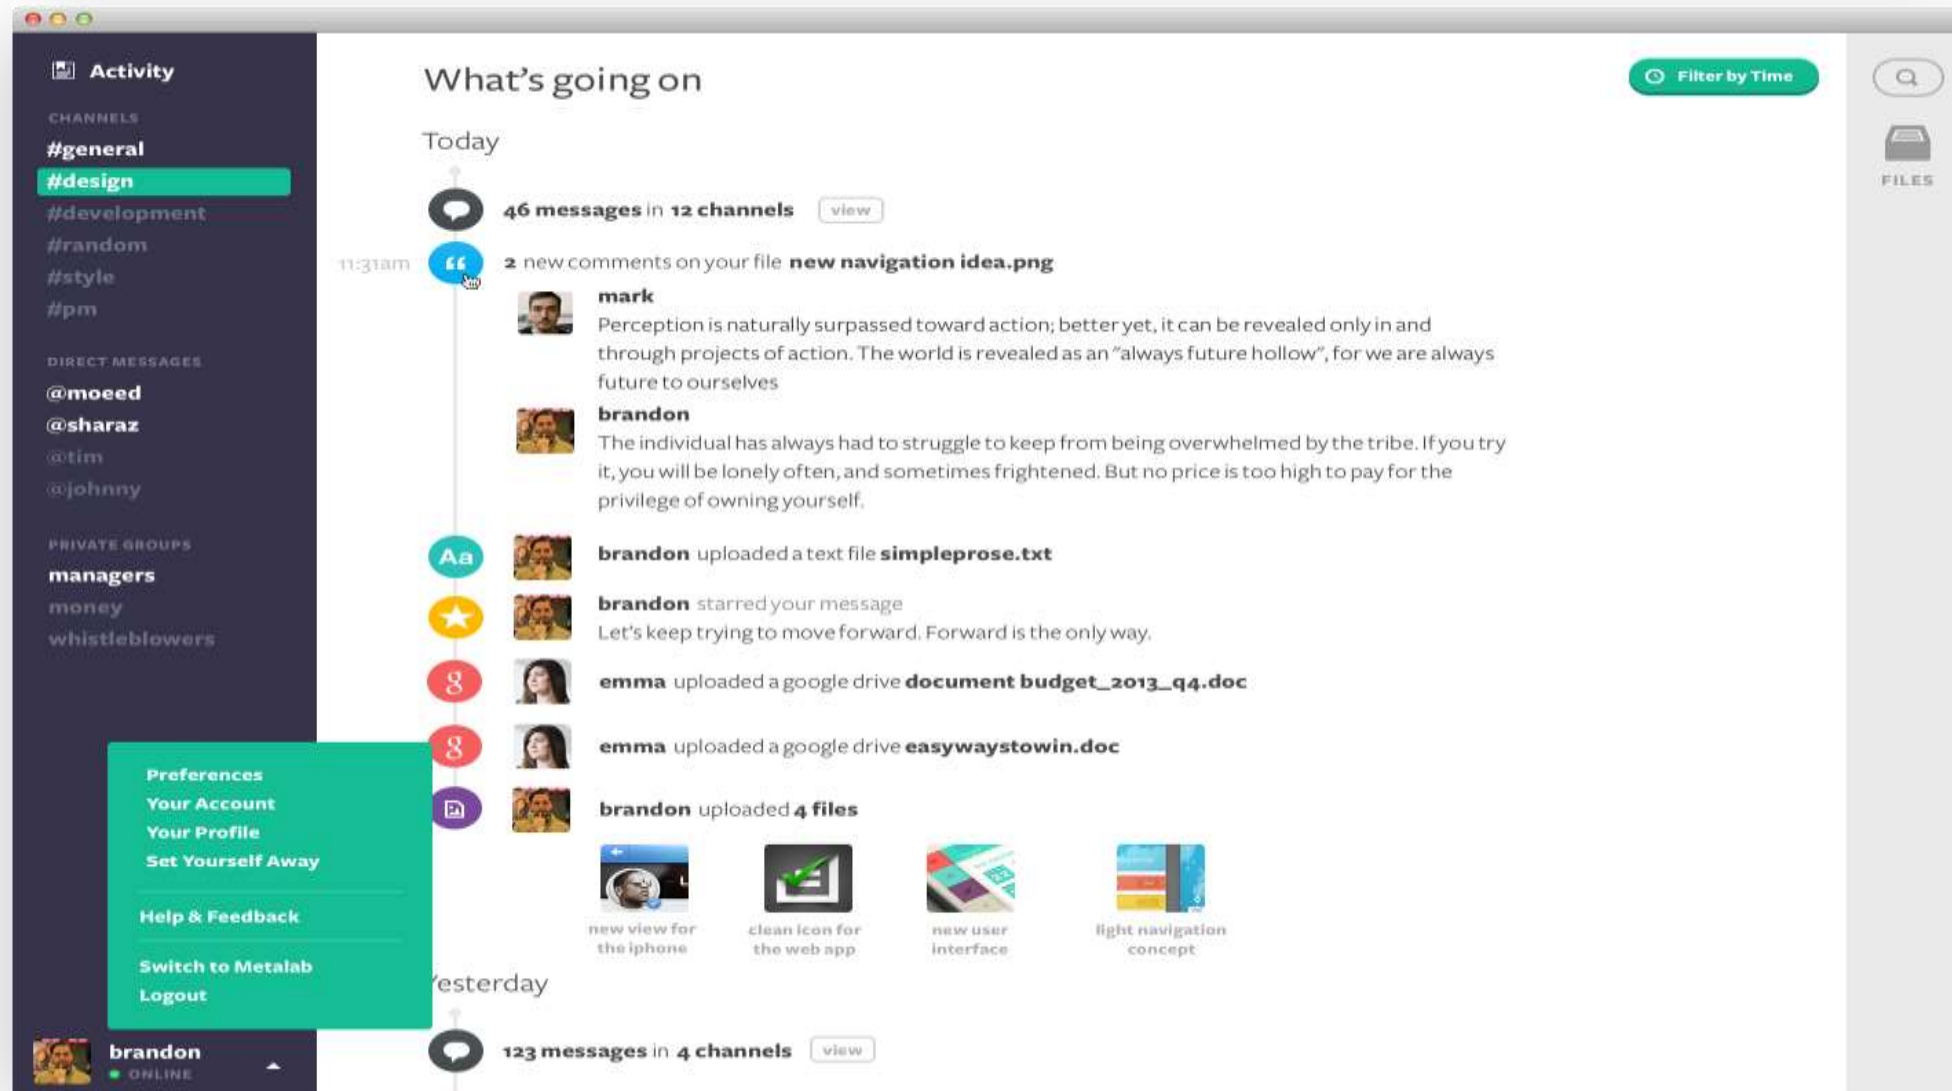 Activity
CHANNELS
#general
#design
#development
#random
#style
#pm
DIRECT MESSAGES
@moeed
@sharaz
@tim
@johnny
PRIVATE GROUPS
managers
money
whistleblowers
Preferences
Your Account
Your Profile
Set Yourself Away
Help & Feedback
Switch to Metalab
Logout
brandon
ONLINE
What's going on
Filter by Time
Today
46 messages in 12 channels view
11:31am
2 new comments on your file new navigation idea.png
mark
Perception is naturally surpassed toward action; better yet, it can be revealed only in and
through projects of action. The world is revealed as an "always future hollow", for we are always
future to ourselves
brandon
The individual has always had to struggle to keep from being overwhelmed by the tribe. If you try
it, you will be lonely often, and sometimes frightened. But no price is too high to pay for the
privilege of owning yourself.
Aa
brandon uploaded a text file simpleprose.txt
brandon starred your message
Let's keep trying to move forward. Forward is the only way.
g
emma uploaded a google drive document budget_2013_q4.doc
g
emma uploaded a google drive easywaystowin.doc
brandon uploaded 4 files
new view for
the iphone
clean icon for
the web app
22
new user
interface
light navigation
concept
esterday
123 messages in 4 channels view
FILES